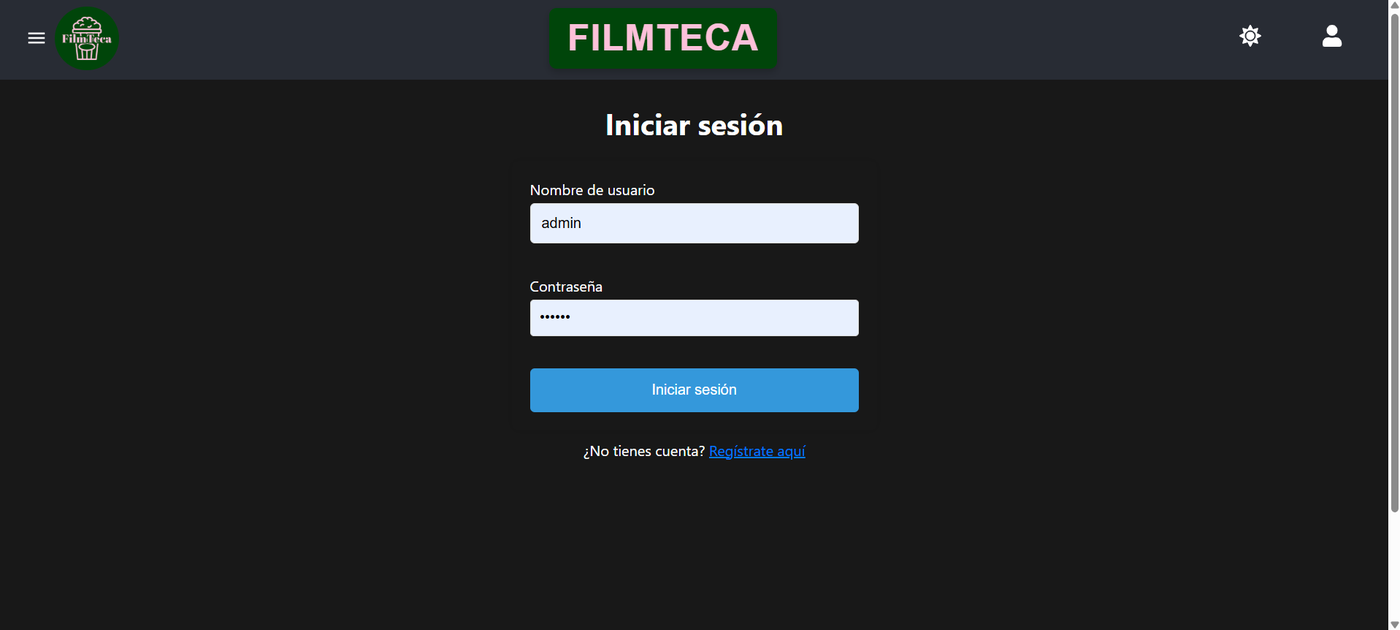 FilmTeca
FILMTECA
Iniciar sesión
Nombre de usuario
admin
Contraseña
••••••
Iniciar sesión
¿No tienes cuenta? Regístrate aquí